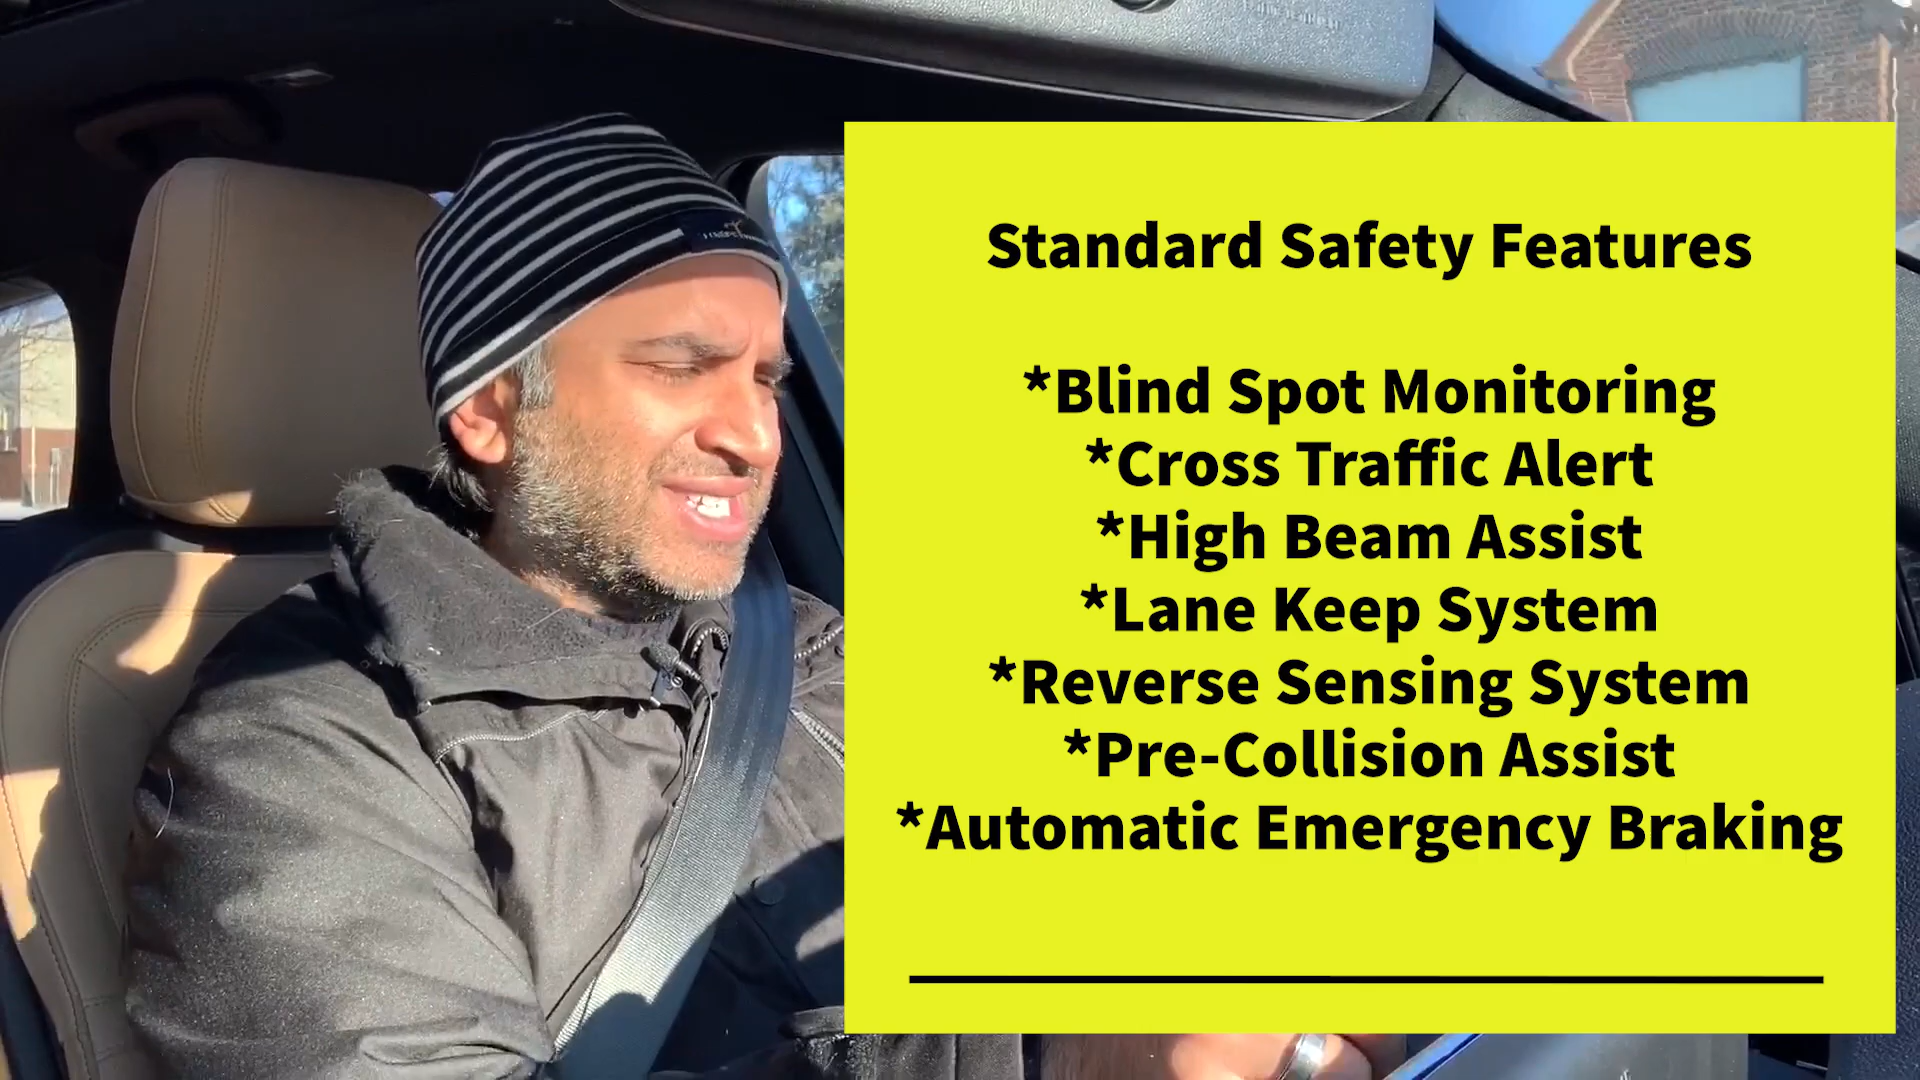 Standard Safety Features
*Blind Spot Monitoring
*Cross Traffic Alert
*High Beam Assist
*Lane Keep System
*Reverse Sensing System
*Pre-Collision Assist
*Automatic Emergency Braking